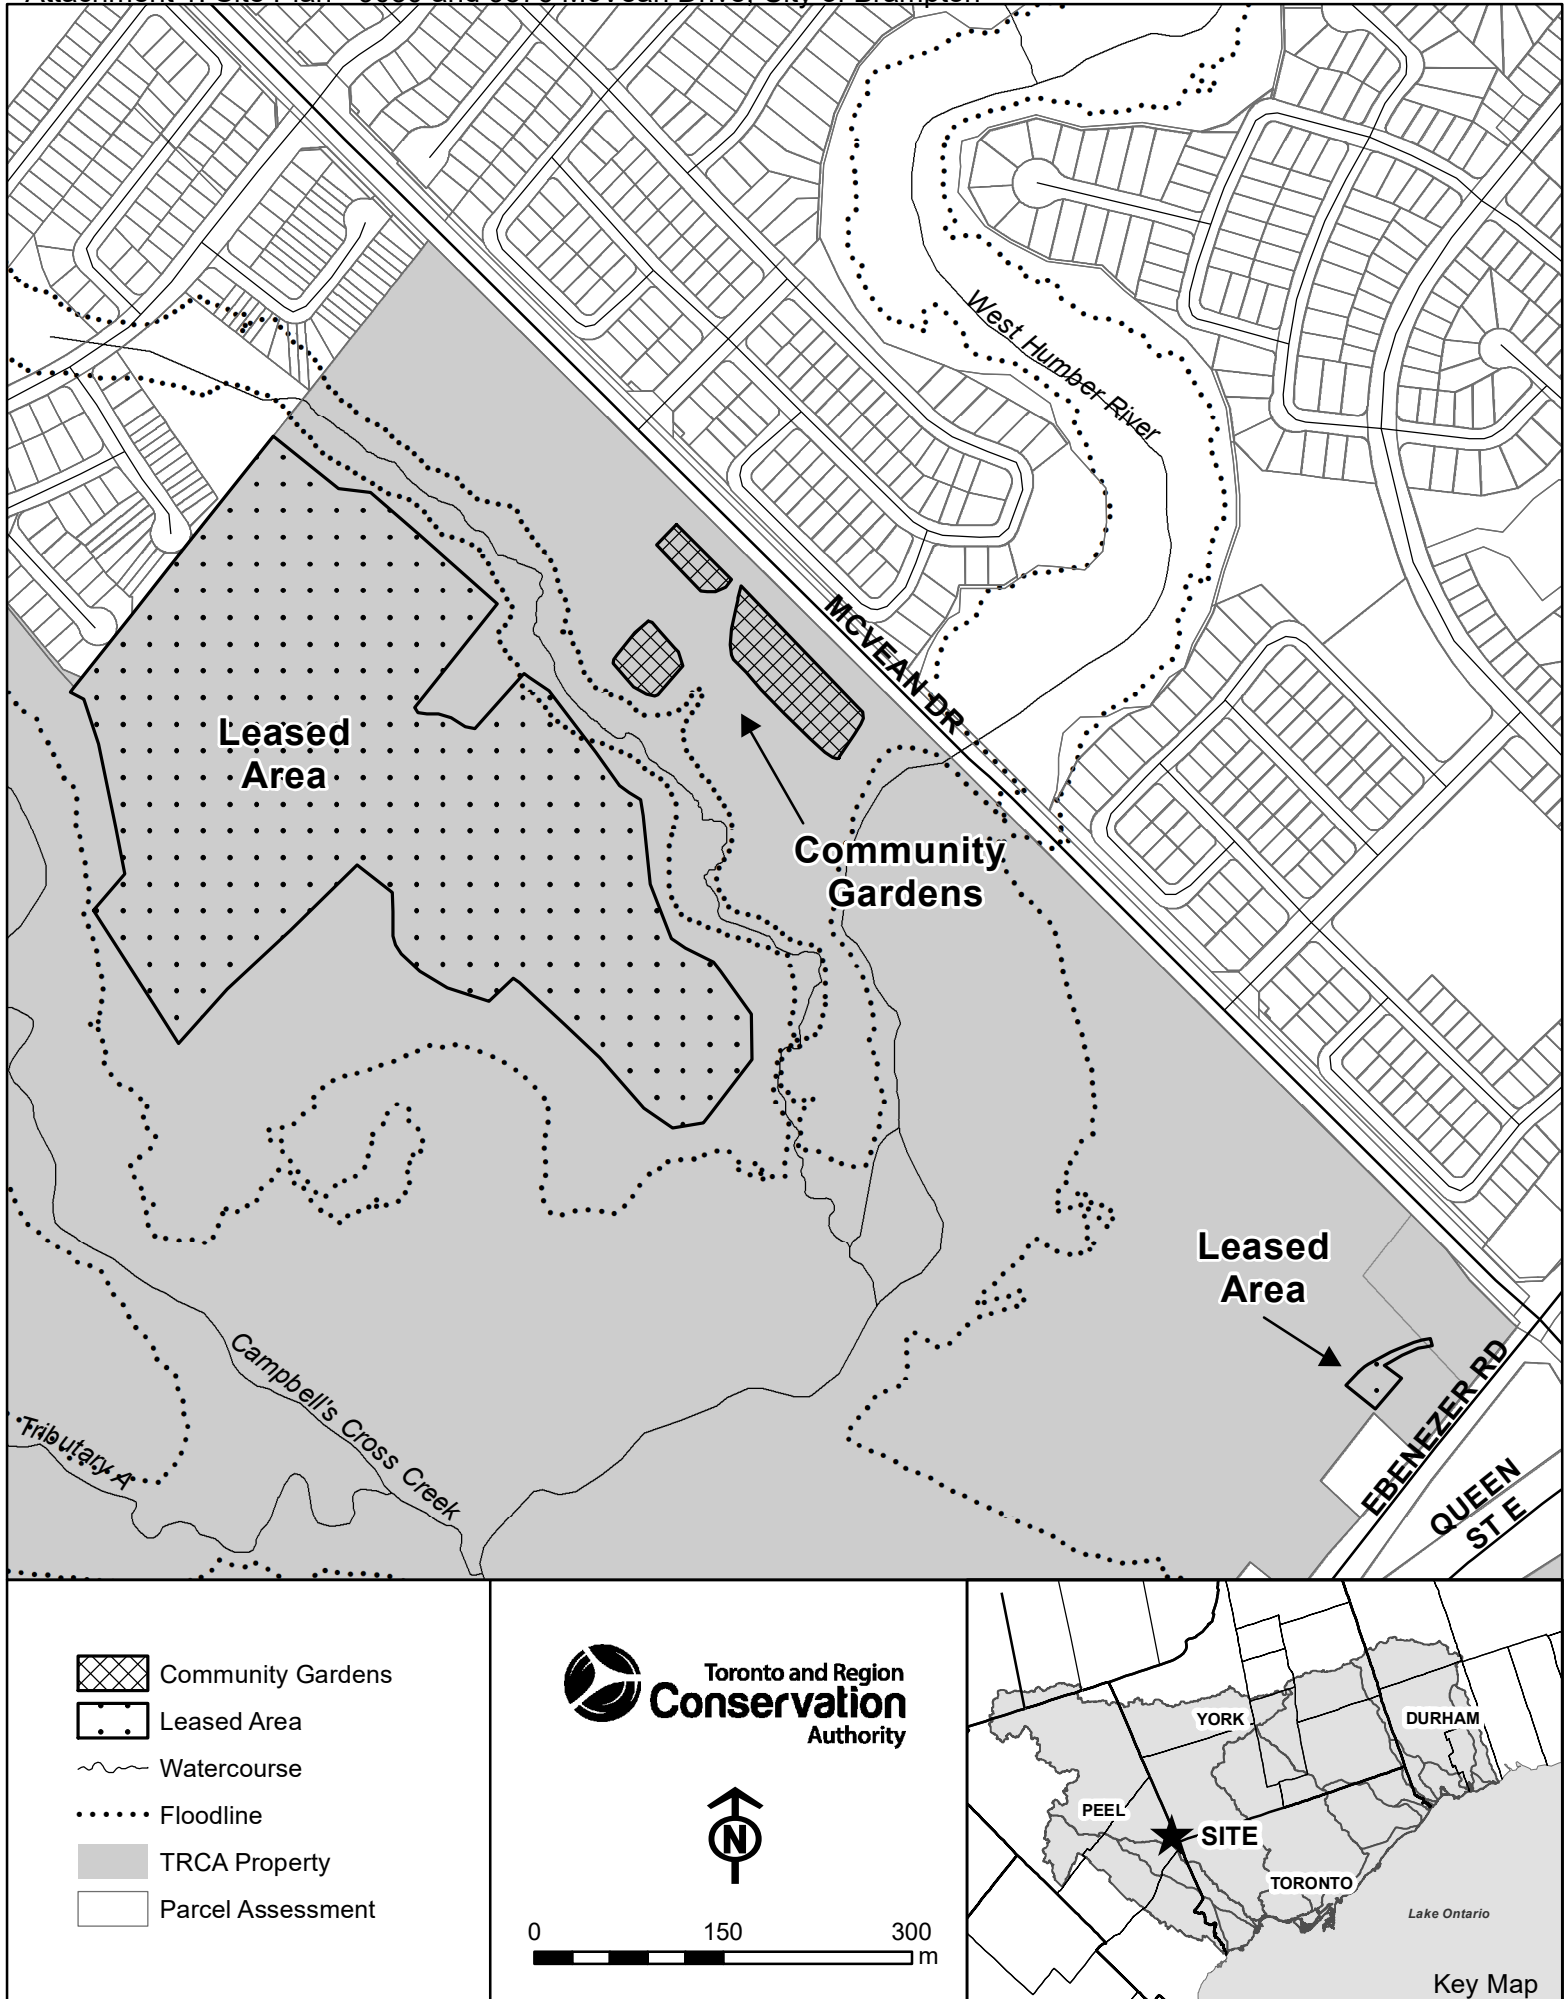 West Humber River
MCVEAN DR
Leased
Area
Community
Gardens
Leased
Area
Campbell's Cross Creek
Tributary A
EBENEZER RD
QUEEN
ST E
Community Gardens
Leased Area
Watercourse
Floodline
TRCA Property
Parcel Assessment
Toronto and Region
Conservation
Authority
N
0 150 300
m
YORK
DURHAM
PEEL
SITE
TORONTO
Lake Ontario
Key Map